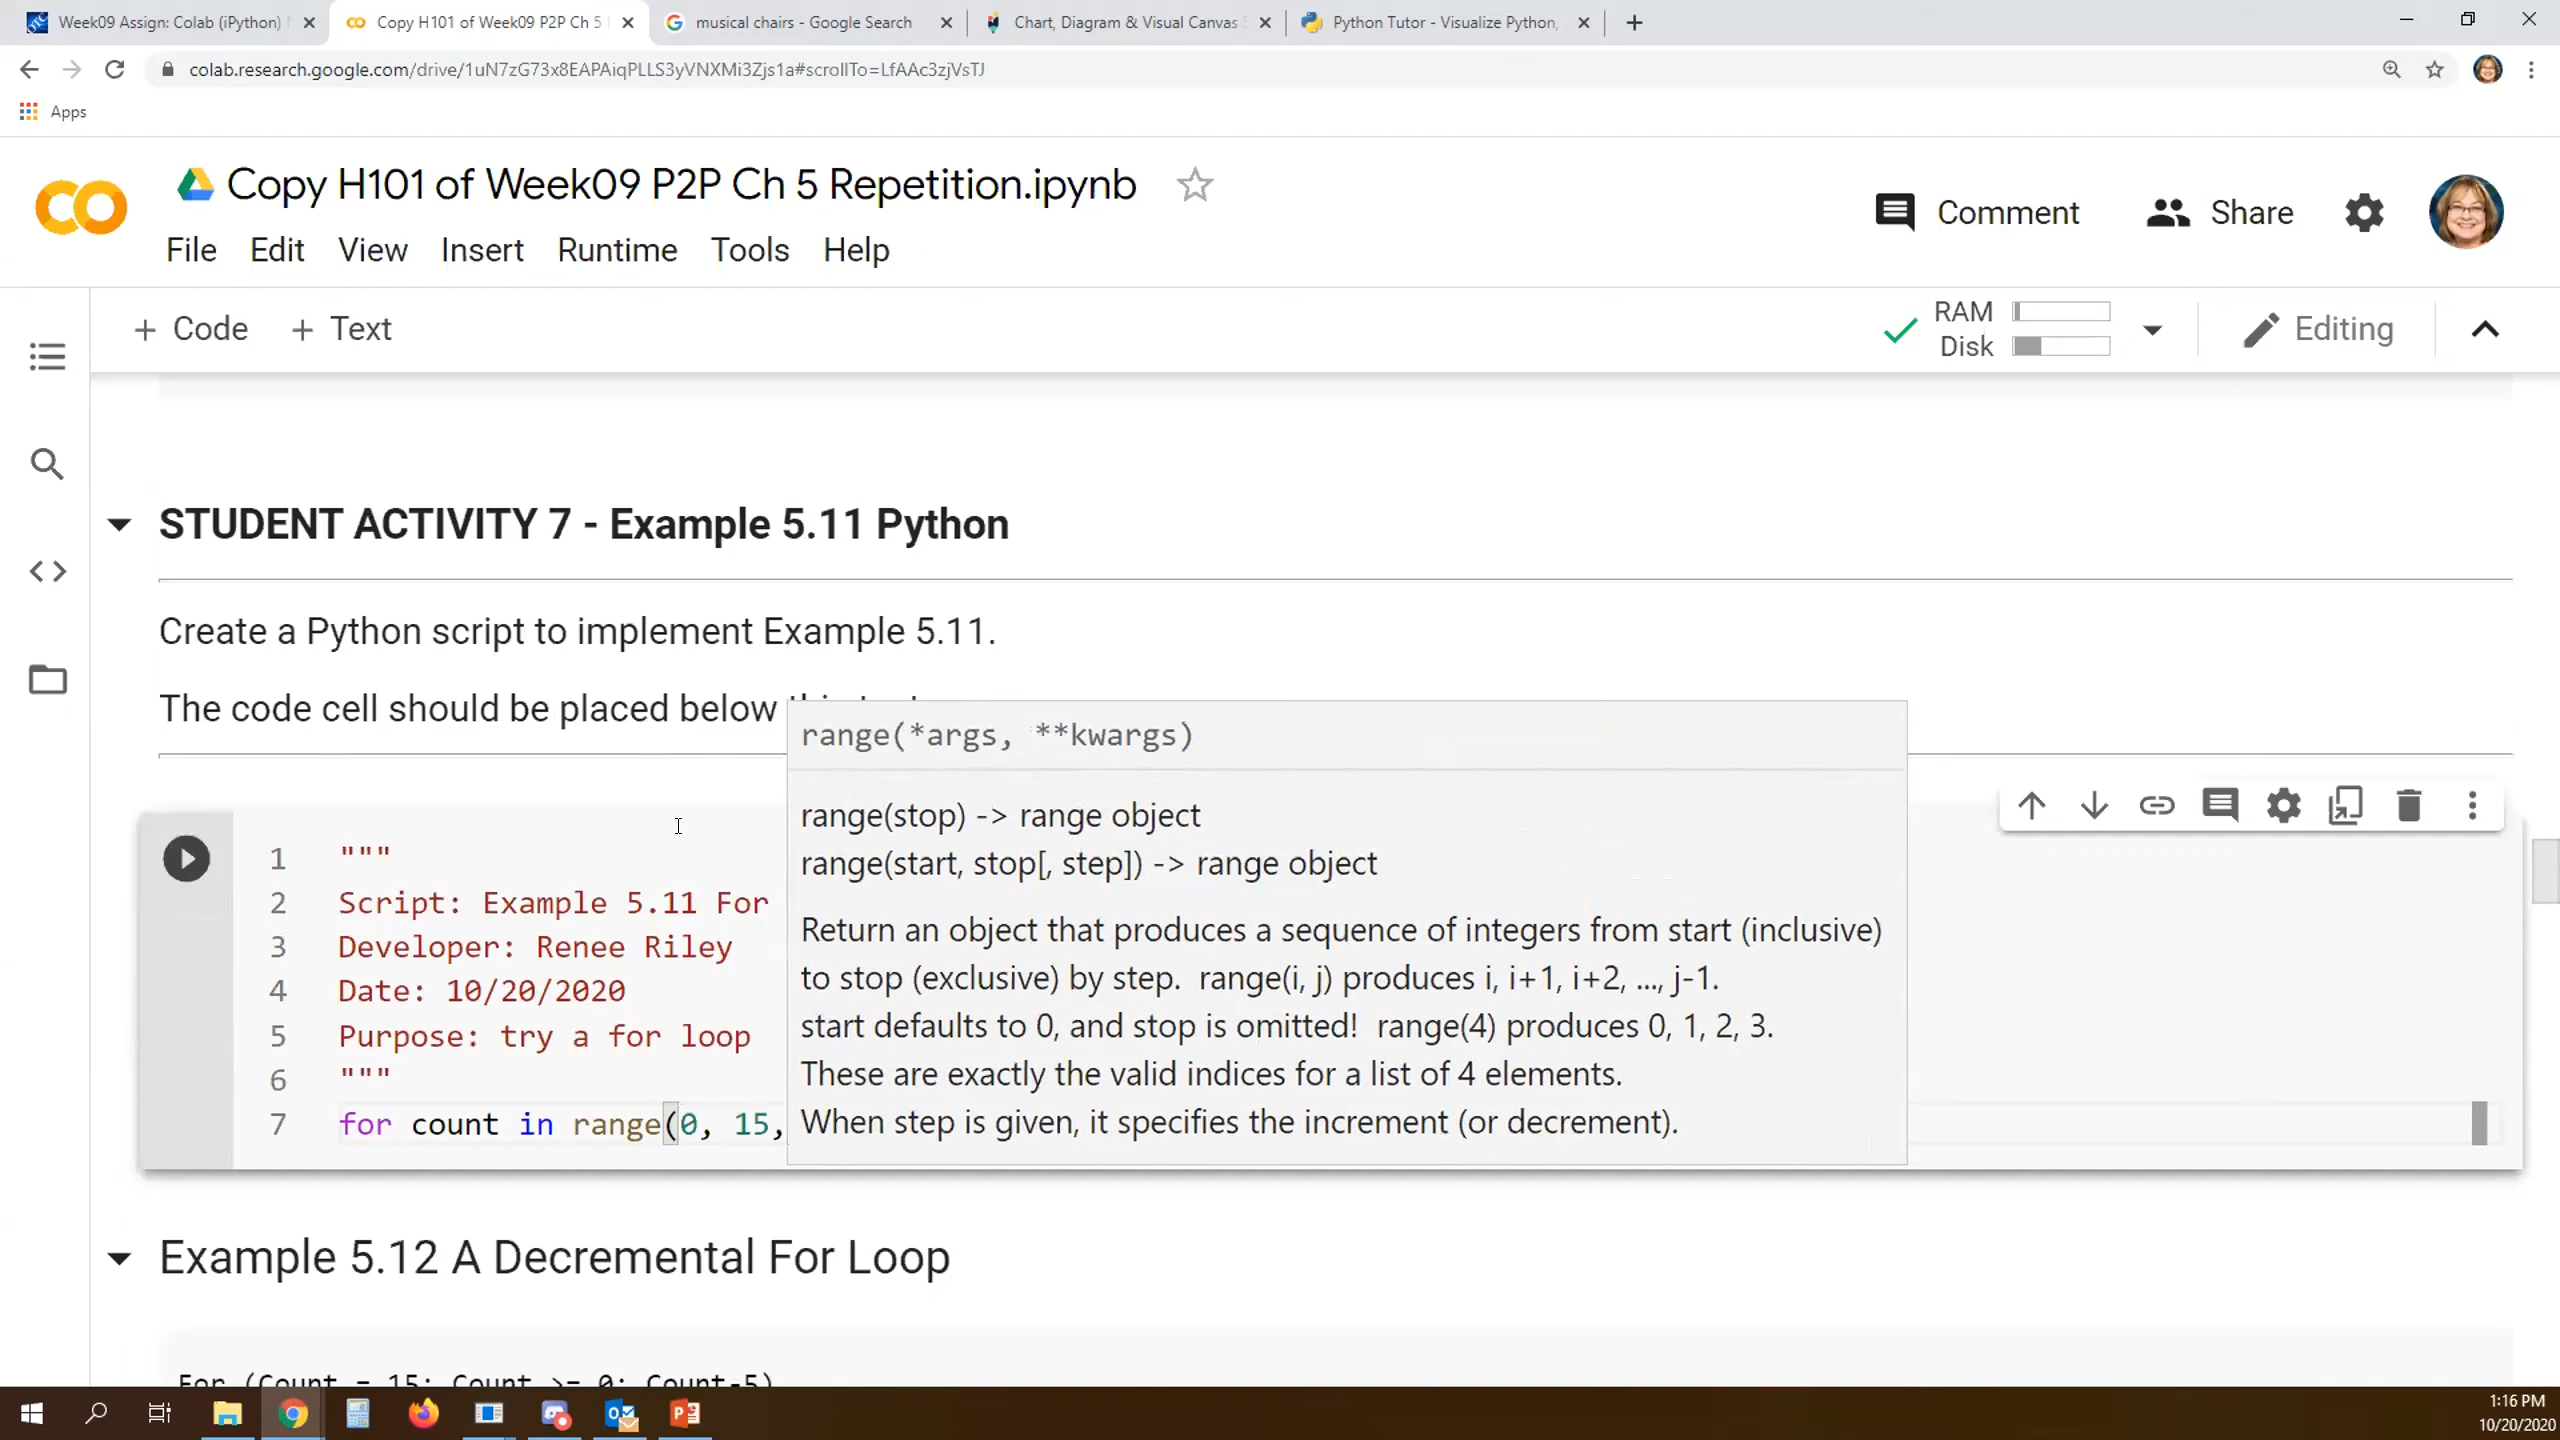 Week09 Assign: Colab (iPython)
Copy H101 of Week09 P2P Ch 5
musical chairs - Google Search
Chart, Diagram & Visual Canvas
Python Tutor - Visualize Python,
colab.research.google.com/drive/1uN7zG73x8EAPAiqPLLS3yVNXMi3Zjs1a#scrollTo=LfAAc3zjVsTJ
Apps
Copy H101 of Week09 P2P Ch 5 Repetition.ipynb
Comment
Share
File Edit View Insert Runtime Tools Help
+ Code + Text
RAM
Disk
Editing
STUDENT ACTIVITY 7 - Example 5.11 Python
Create a Python script to implement Example 5.11.
The code cell should be placed below
range(*args, **kwargs)
range(stop) -> range object
range(start, stop[, step]) -> range object
Return an object that produces a sequence of integers from start (inclusive)
to stop (exclusive) by step.  range(i, j) produces i, i+1, i+2, ..., j-1.
start defaults to 0, and stop is omitted!  range(4) produces 0, 1, 2, 3.
These are exactly the valid indices for a list of 4 elements.
When step is given, it specifies the increment (or decrement).
1 """
2 Script: Example 5.11 For
3 Developer: Renee Riley
4 Date: 10/20/2020
5 Purpose: try a for loop
6 """
7 for count in range(0, 15,
Example 5.12 A Decremental For Loop
For (Count = 15; Count >= 0; Count-5)
1:16 PM
10/20/2020